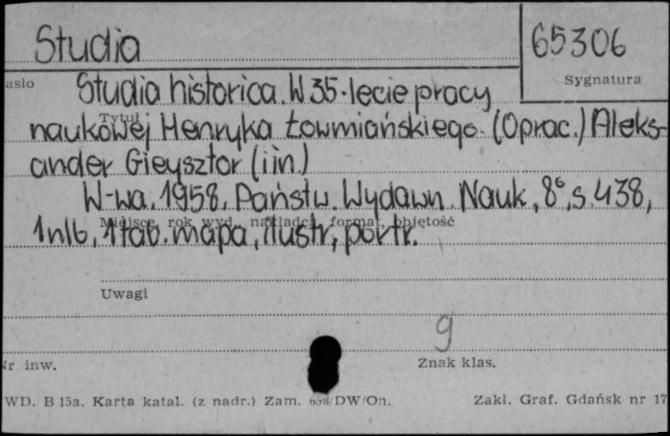 Studia
65306
asło
Sygnatura
Studia historica. W 35-lecie pracy
Tytuł
naukowej Henryka Łowmiańskiego. (Oprac.) Aleks-
ander Gieysztor (i in.)
W-wa. 1958. Państw. Wydawn. Nauk, 8°, s. 438,
Miejsce, rok wyd., nakładca, format, objętość
1 nlb, 1 tab. mapa, ilustr, portr.
Uwagi
9
Nr inw.
Znak klas.
WD. B 15a. Karta katal. (z nadr.) Zam. DW/On.
Zakł. Graf. Gdańsk nr 17